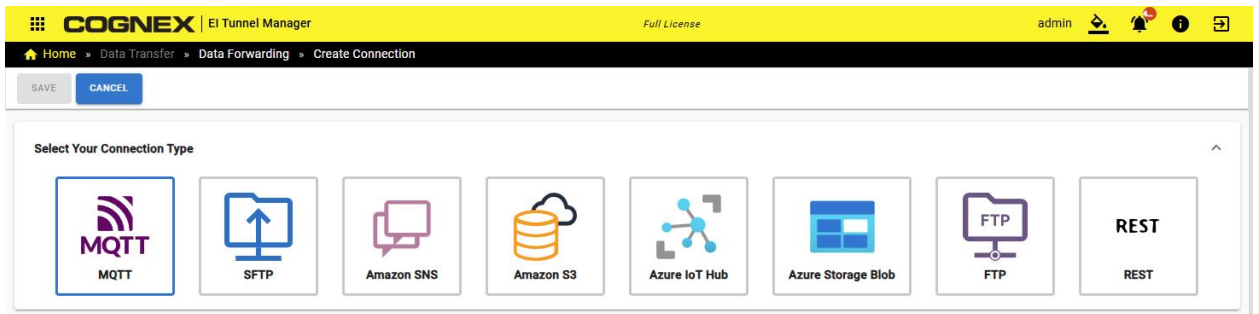 COGNEX | EI Tunnel Manager
Full License
admin
Home » Data Transfer » Data Forwarding » Create Connection
SAVE
CANCEL
Select Your Connection Type
MQTT
MQTT
SFTP
Amazon SNS
Amazon S3
Azure IoT Hub
Azure Storage Blob
FTP
FTP
REST
REST